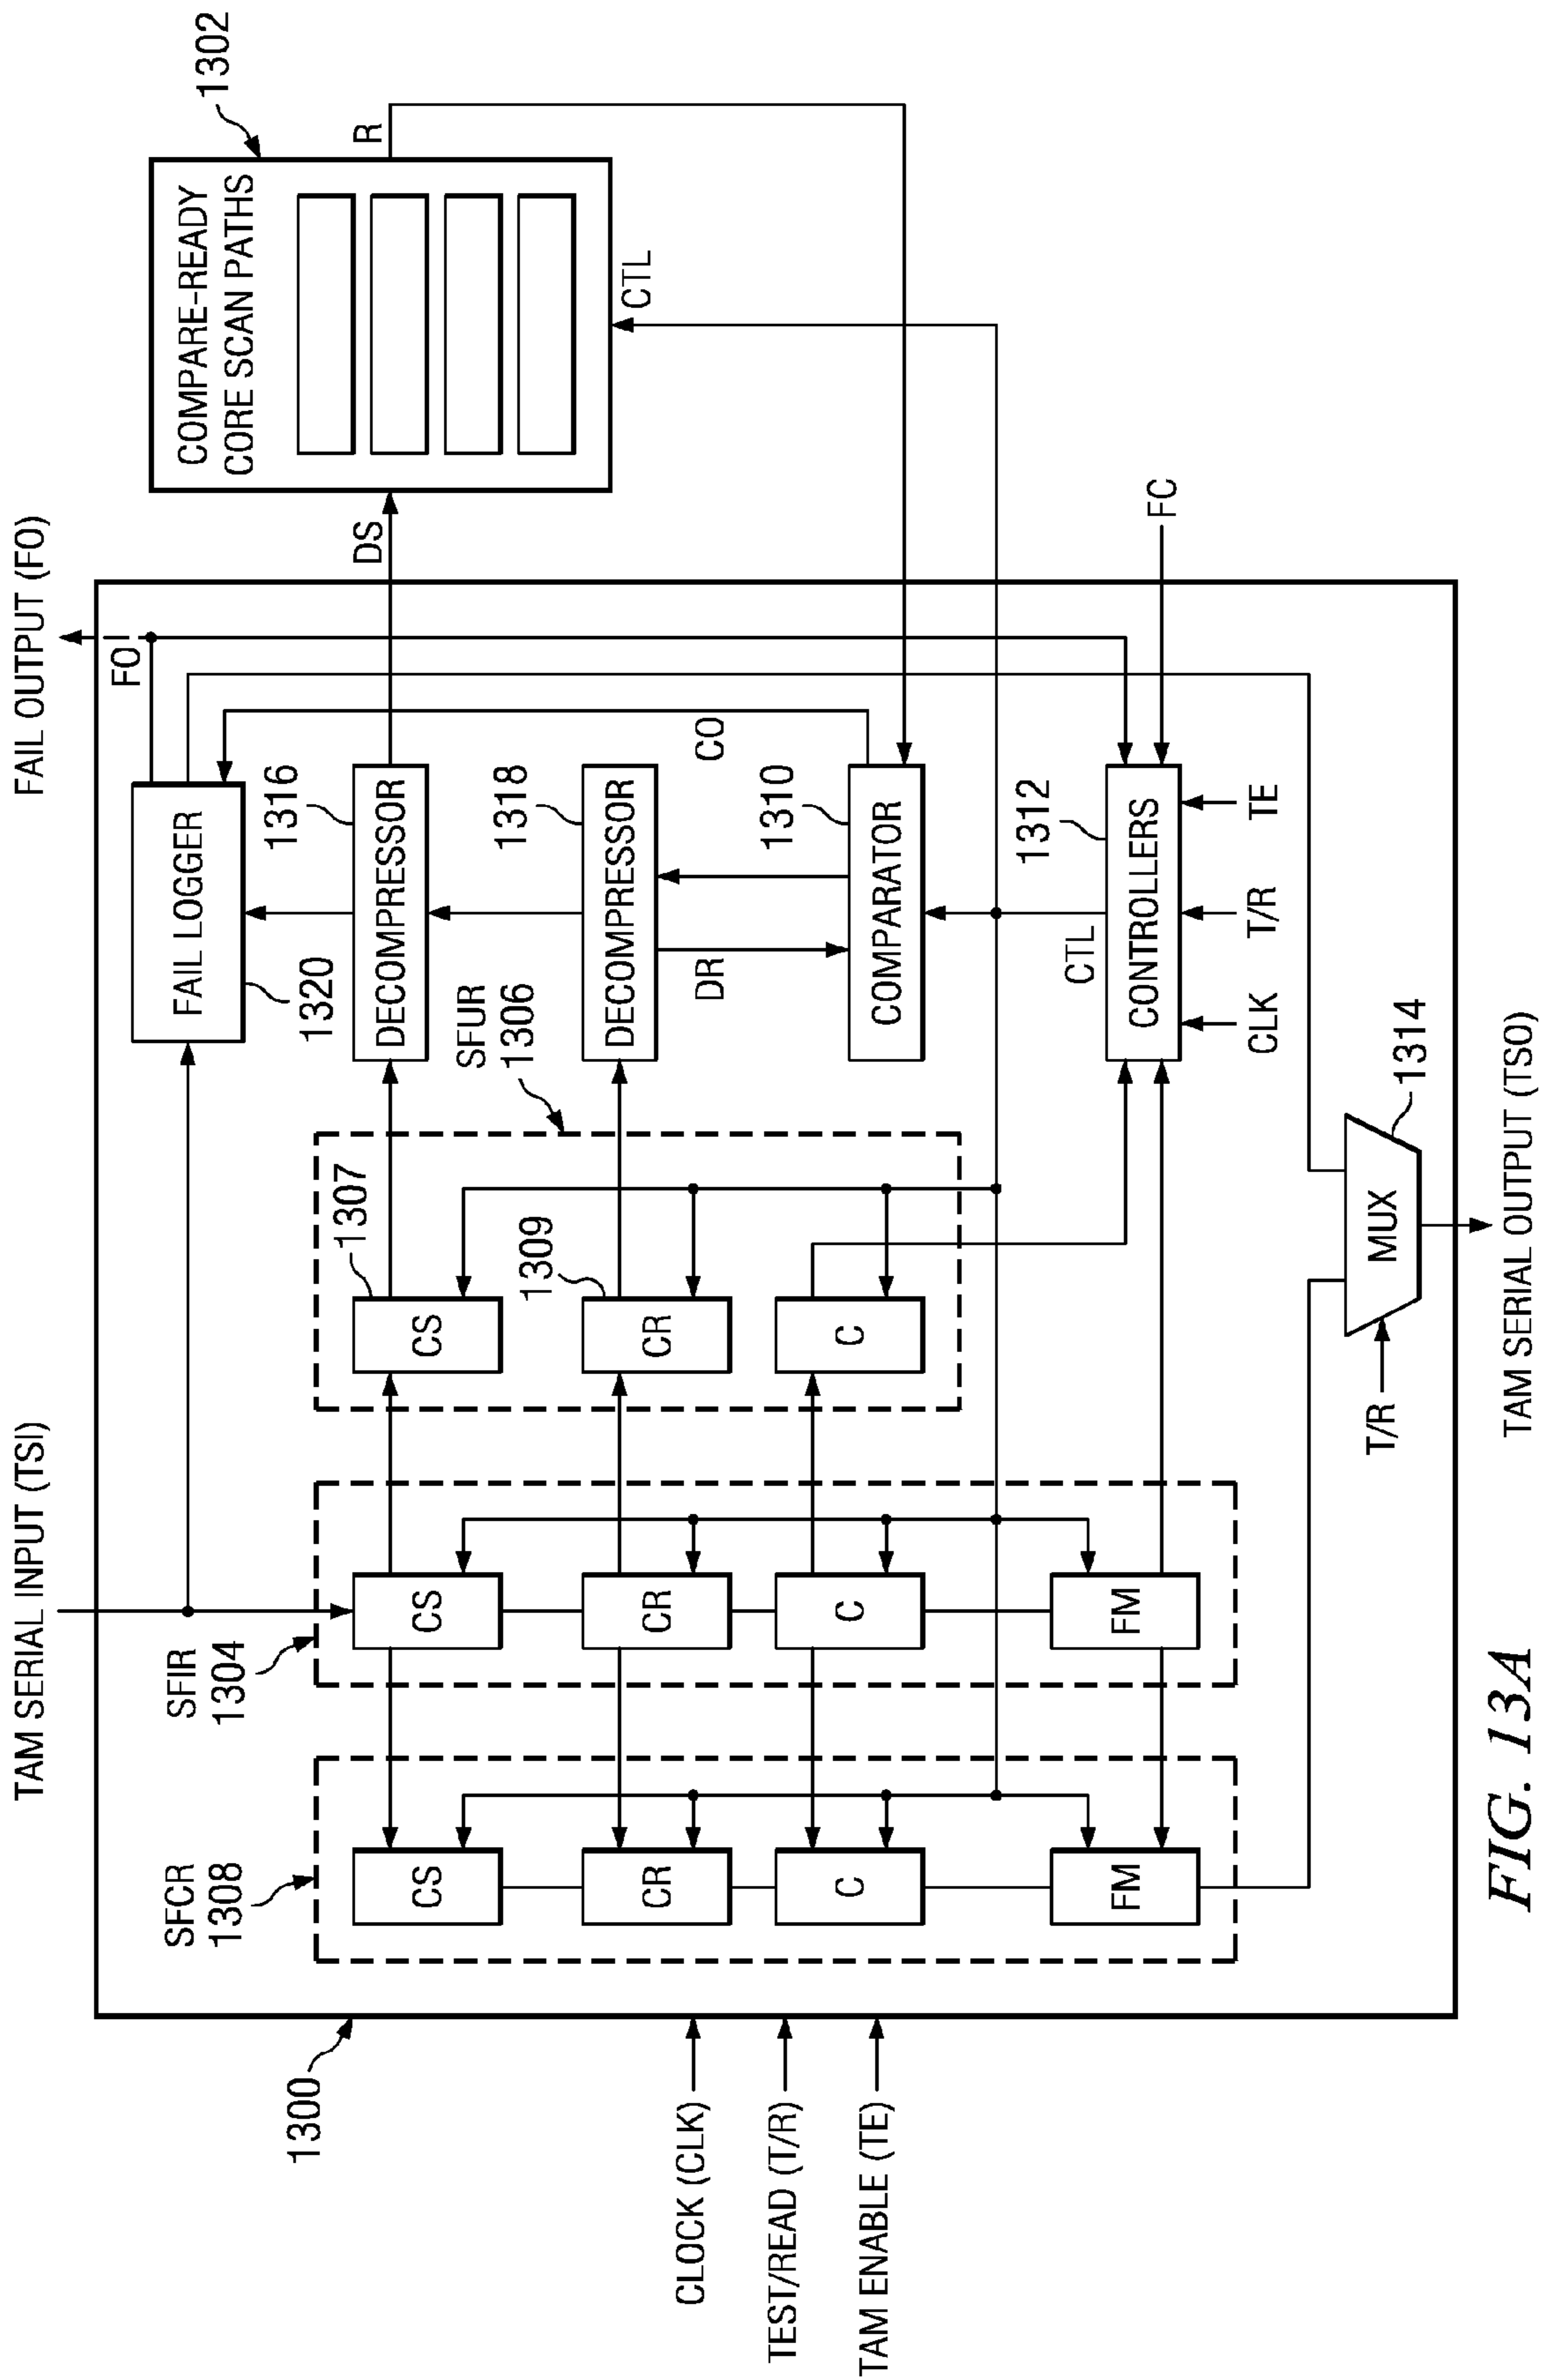 TAM SERIAL INPUT (TSI)
FAIL OUTPUT (FO)
1300
SFCR
1308
SFIR
1304
SFUR
1306
1307
1309
FAIL LOGGER
1320
FO
CS
CS
CS
DECOMPRESSOR
1316
DS
COMPARE-READY
CORE SCAN PATHS
1302
R
CTL
CR
CR
CR
DECOMPRESSOR
1318
DR
CO
C
C
C
COMPARATOR
1310
CLOCK (CLK)
TEST/READ (T/R)
TAM ENABLE (TE)
CTL
FM
FM
CONTROLLERS
1312
FC
CLK
T/R
TE
T/R
MUX
1314
TAM SERIAL OUTPUT (TSO)
FIG. 13A